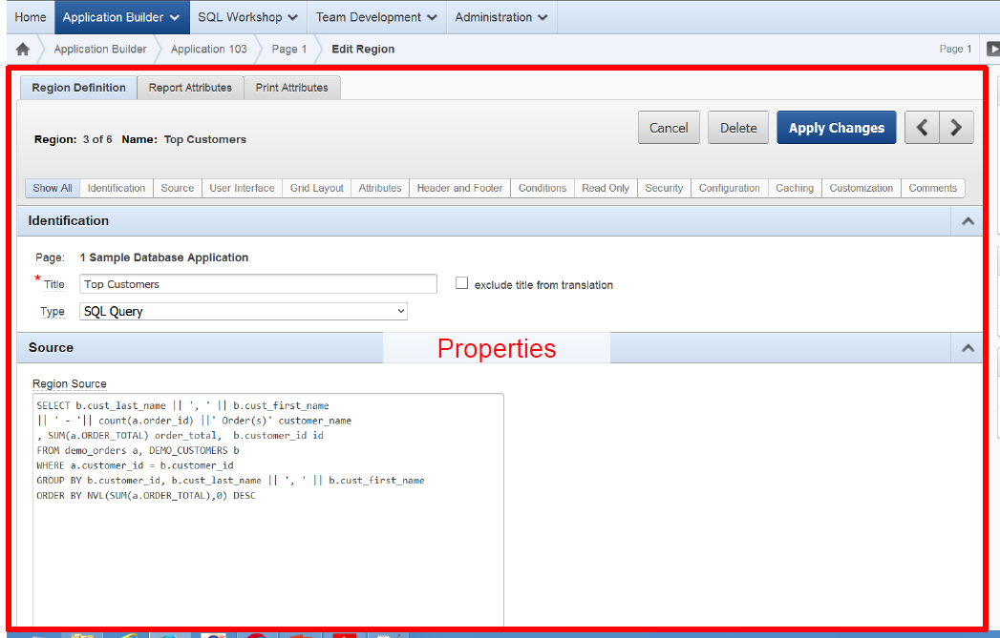 Home Application Builder SQL Workshop Team Development Administration
Application Builder Application 103 Page 1 Edit Region Page 1
Region Definition Report Attributes Print Attributes
Region: 3 of 6 Name: Top Customers Cancel Delete Apply Changes
Show All Identification Source User Interface Grid Layout Attributes Header and Footer Conditions Read Only Security Configuration Caching Customization Comments
Identification
Page: 1 Sample Database Application
* Title Top Customers exclude title from translation
Type SQL Query
Source Properties
Region Source
SELECT b.cust_last_name || ', ' || b.cust_first_name
|| ' - '|| count(a.order_id) ||' Order(s)' customer_name
, SUM(a.ORDER_TOTAL) order_total,  b.customer_id id
FROM demo_orders a, DEMO_CUSTOMERS b
WHERE a.customer_id = b.customer_id
GROUP BY b.customer_id, b.cust_last_name || ', ' || b.cust_first_name
ORDER BY NVL(SUM(a.ORDER_TOTAL),0) DESC